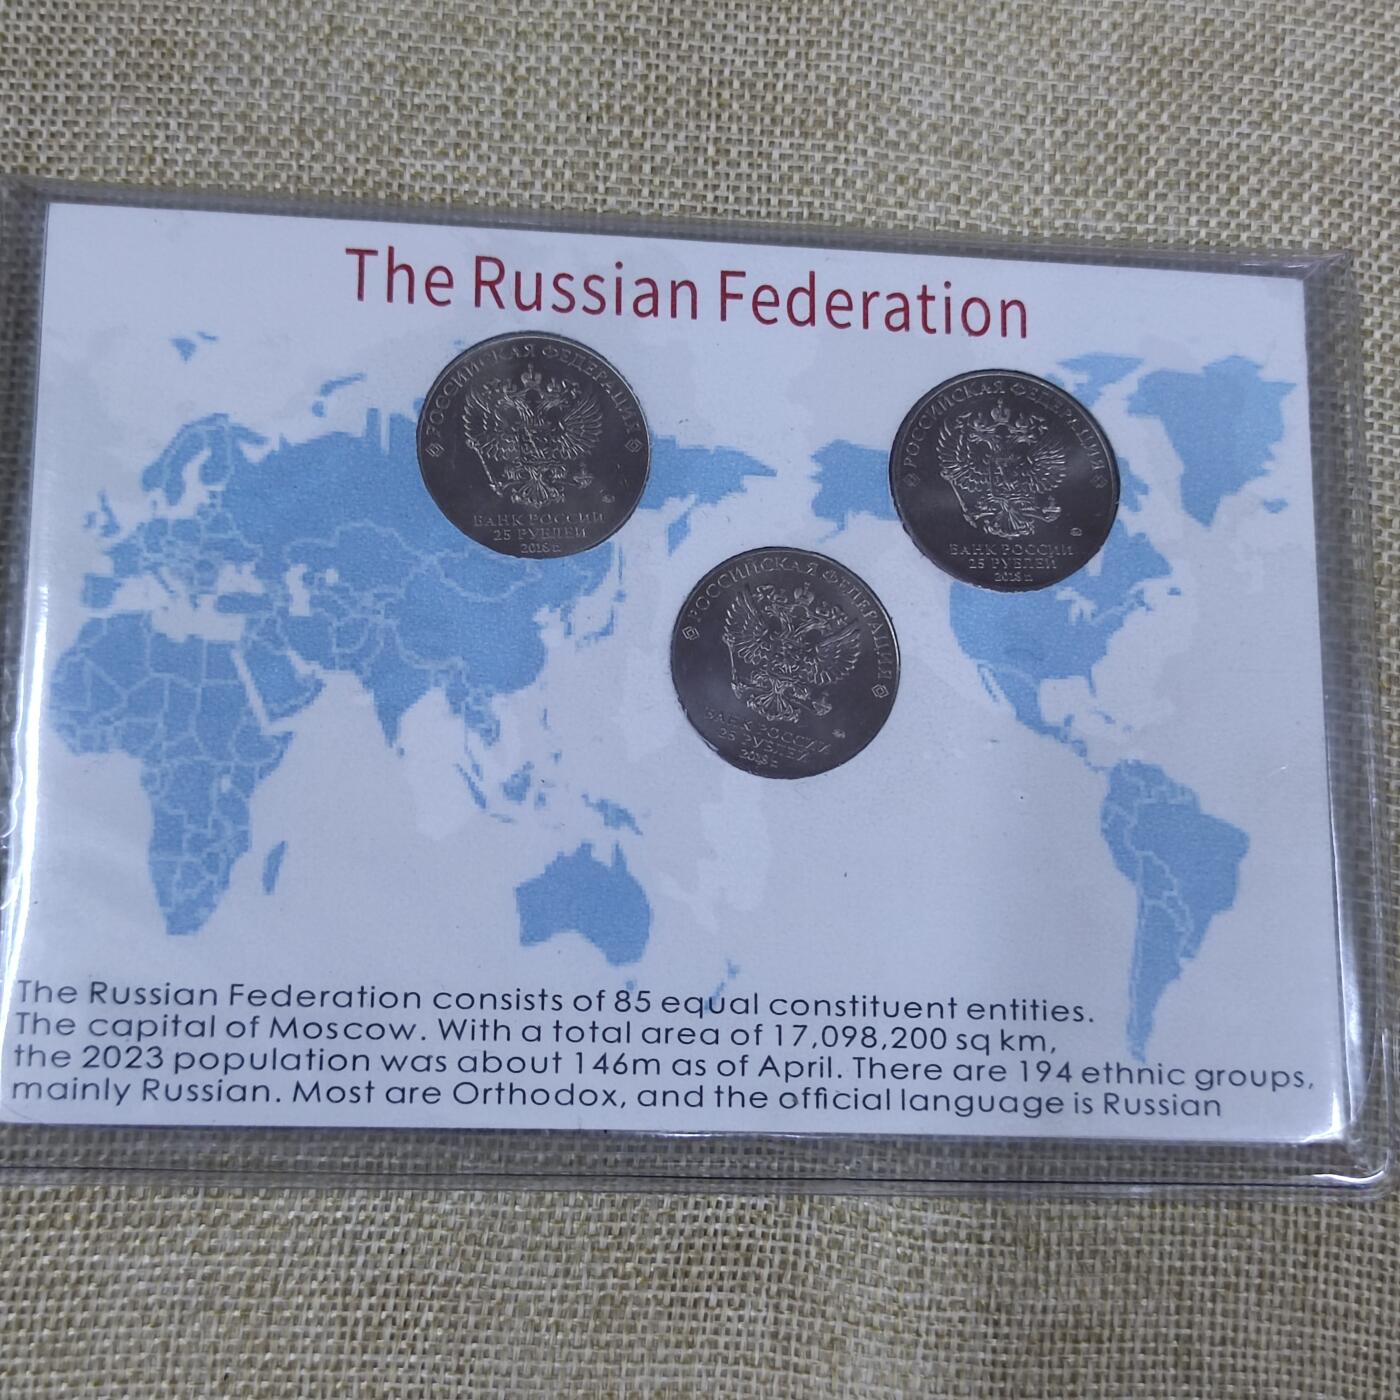 The Russian Federation
РОССИЙСКАЯ ФЕДЕРАЦИЯ
БАНК РОССИИ
25 РУБЛЕЙ
2018 г.
РОССИЙСКАЯ ФЕДЕРАЦИЯ
БАНК РОССИИ
25 РУБЛЕЙ
2018 г.
РОССИЙСКАЯ ФЕДЕРАЦИЯ
БАНК РОССИИ
25 РУБЛЕЙ
2018 г.
The Russian Federation consists of 85 equal constituent entities.
The capital of Moscow. With a total area of 17,098,200 sq km,
the 2023 population was about 146m as of April. There are 194 ethnic groups,
mainly Russian. Most are Orthodox, and the official language is Russian